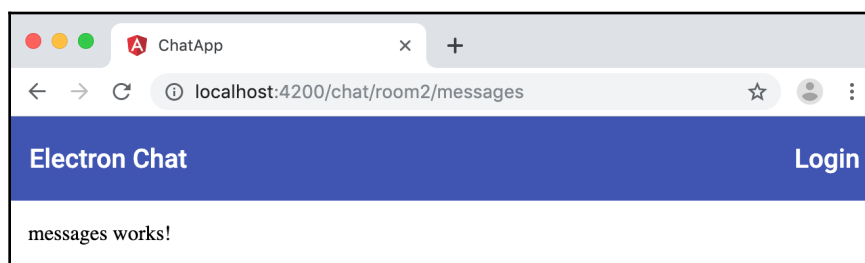 ChatApp
localhost:4200/chat/room2/messages
Electron Chat Login
messages works!